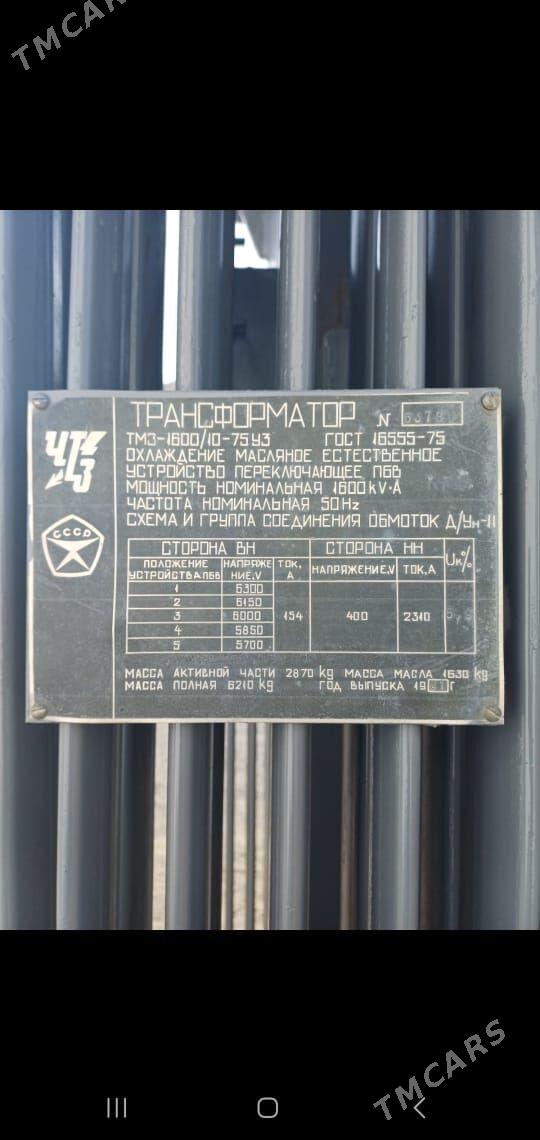 TMCARS
ТРАНСФОРМАТОР N
ТМЗ-1600/10-75У3 ГОСТ 16555-75
ОХЛАЖДЕНИЕ МАСЛЯНОЕ ЕСТЕСТВЕННОЕ
УСТРОЙСТВО ПЕРЕКЛЮЧАЮЩЕЕ ПБВ
МОЩНОСТЬ НОМИНАЛЬНАЯ 1600kV·A
ЧАСТОТА НОМИНАЛЬНАЯ 50Hz
СХЕМА И ГРУППА СОЕДИНЕНИЯ ОБМОТОК Д/Ун-11
ЧТЗ
СССР
СТОРОНА ВН СТОРОНА НН Uк%
ПОЛОЖЕНИЕ УСТРОЙСТВА ПБВ НАПРЯЖЕНИЕ,V ТОК, А НАПРЯЖЕНИЕ,V ТОК,А
1 6300
2 6150
3 6000 154 400 2310
4 5850
5 5700
МАССА АКТИВНОЙ ЧАСТИ 2870 kg МАССА МАСЛА 1630 kg
МАССА ПОЛНАЯ 6210 kg ГОД ВЫПУСКА 19 Г
TMCARS